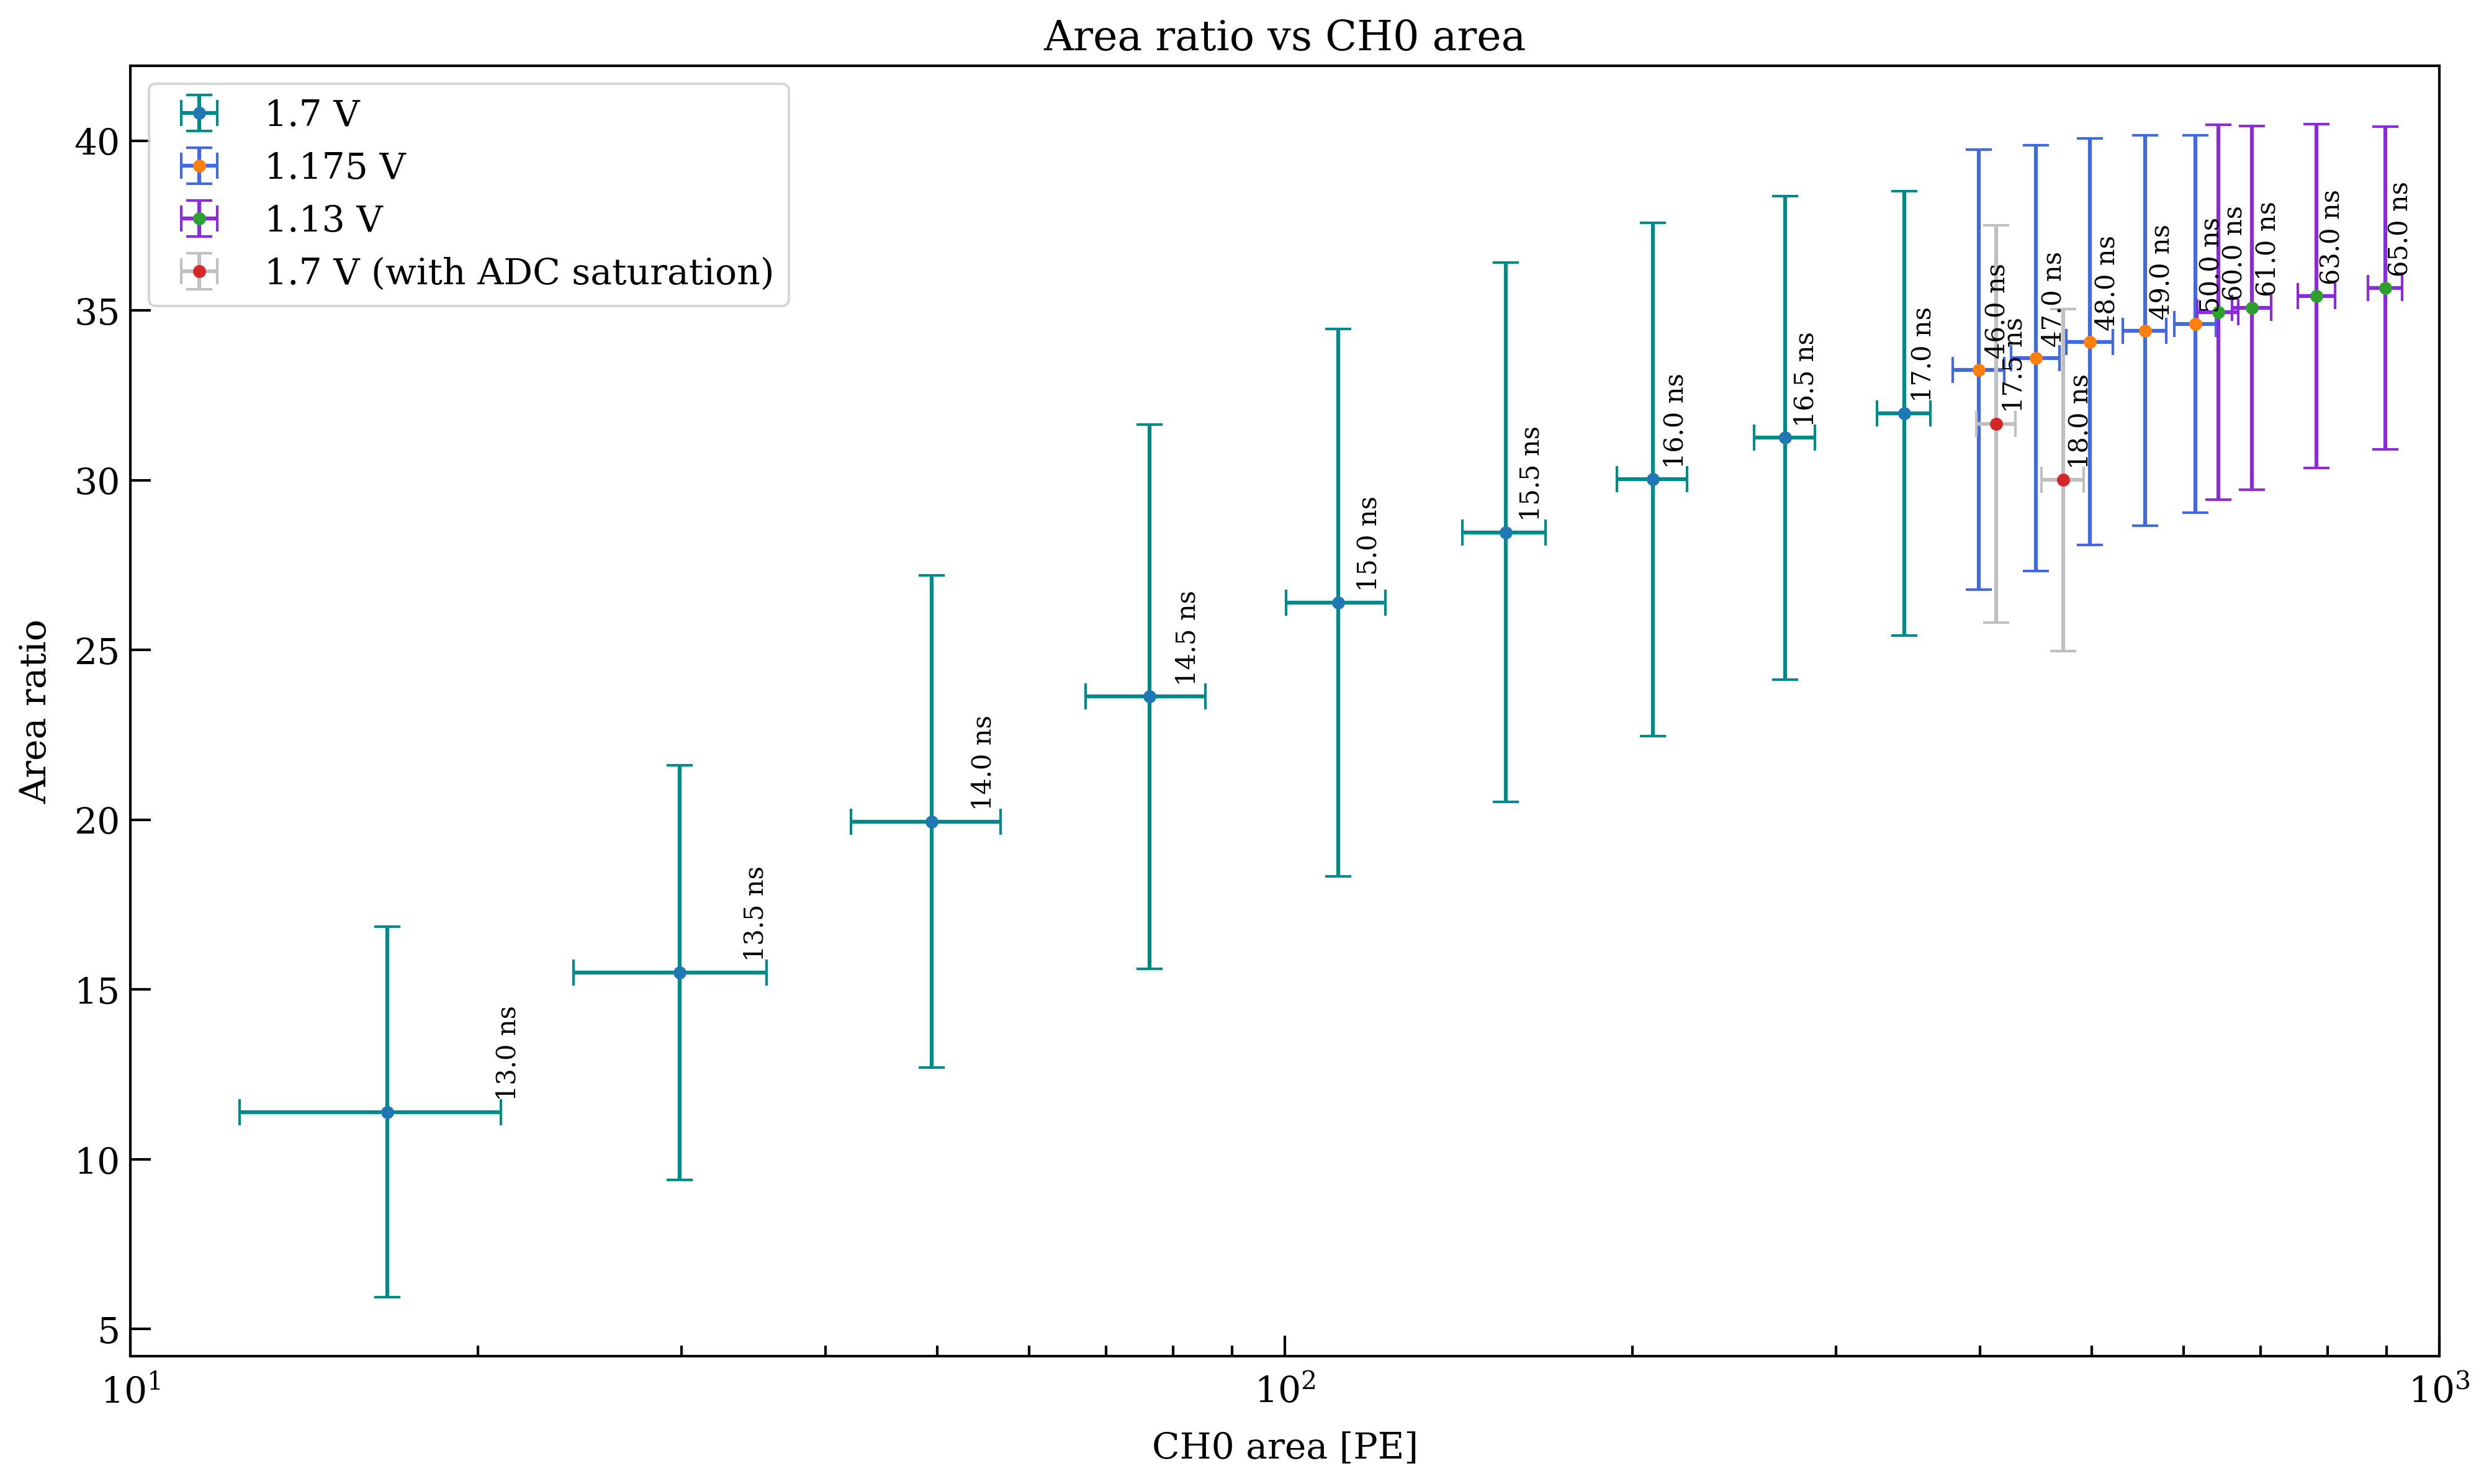 Area ratio vs CH0 area
1.7 V
1.175 V
1.13 V
1.7 V (with ADC saturation)
Area ratio
40
35
30
25
20
15
10
5
13.0 ns
13.5 ns
14.0 ns
14.5 ns
15.0 ns
15.5 ns
16.0 ns
16.5 ns
17.0 ns
46.0 ns
17.5 ns
47.0 ns
18.0 ns
48.0 ns
49.0 ns
50.0 ns
60.0 ns
61.0 ns
63.0 ns
65.0 ns
10¹
10²
10³
CH0 area [PE]